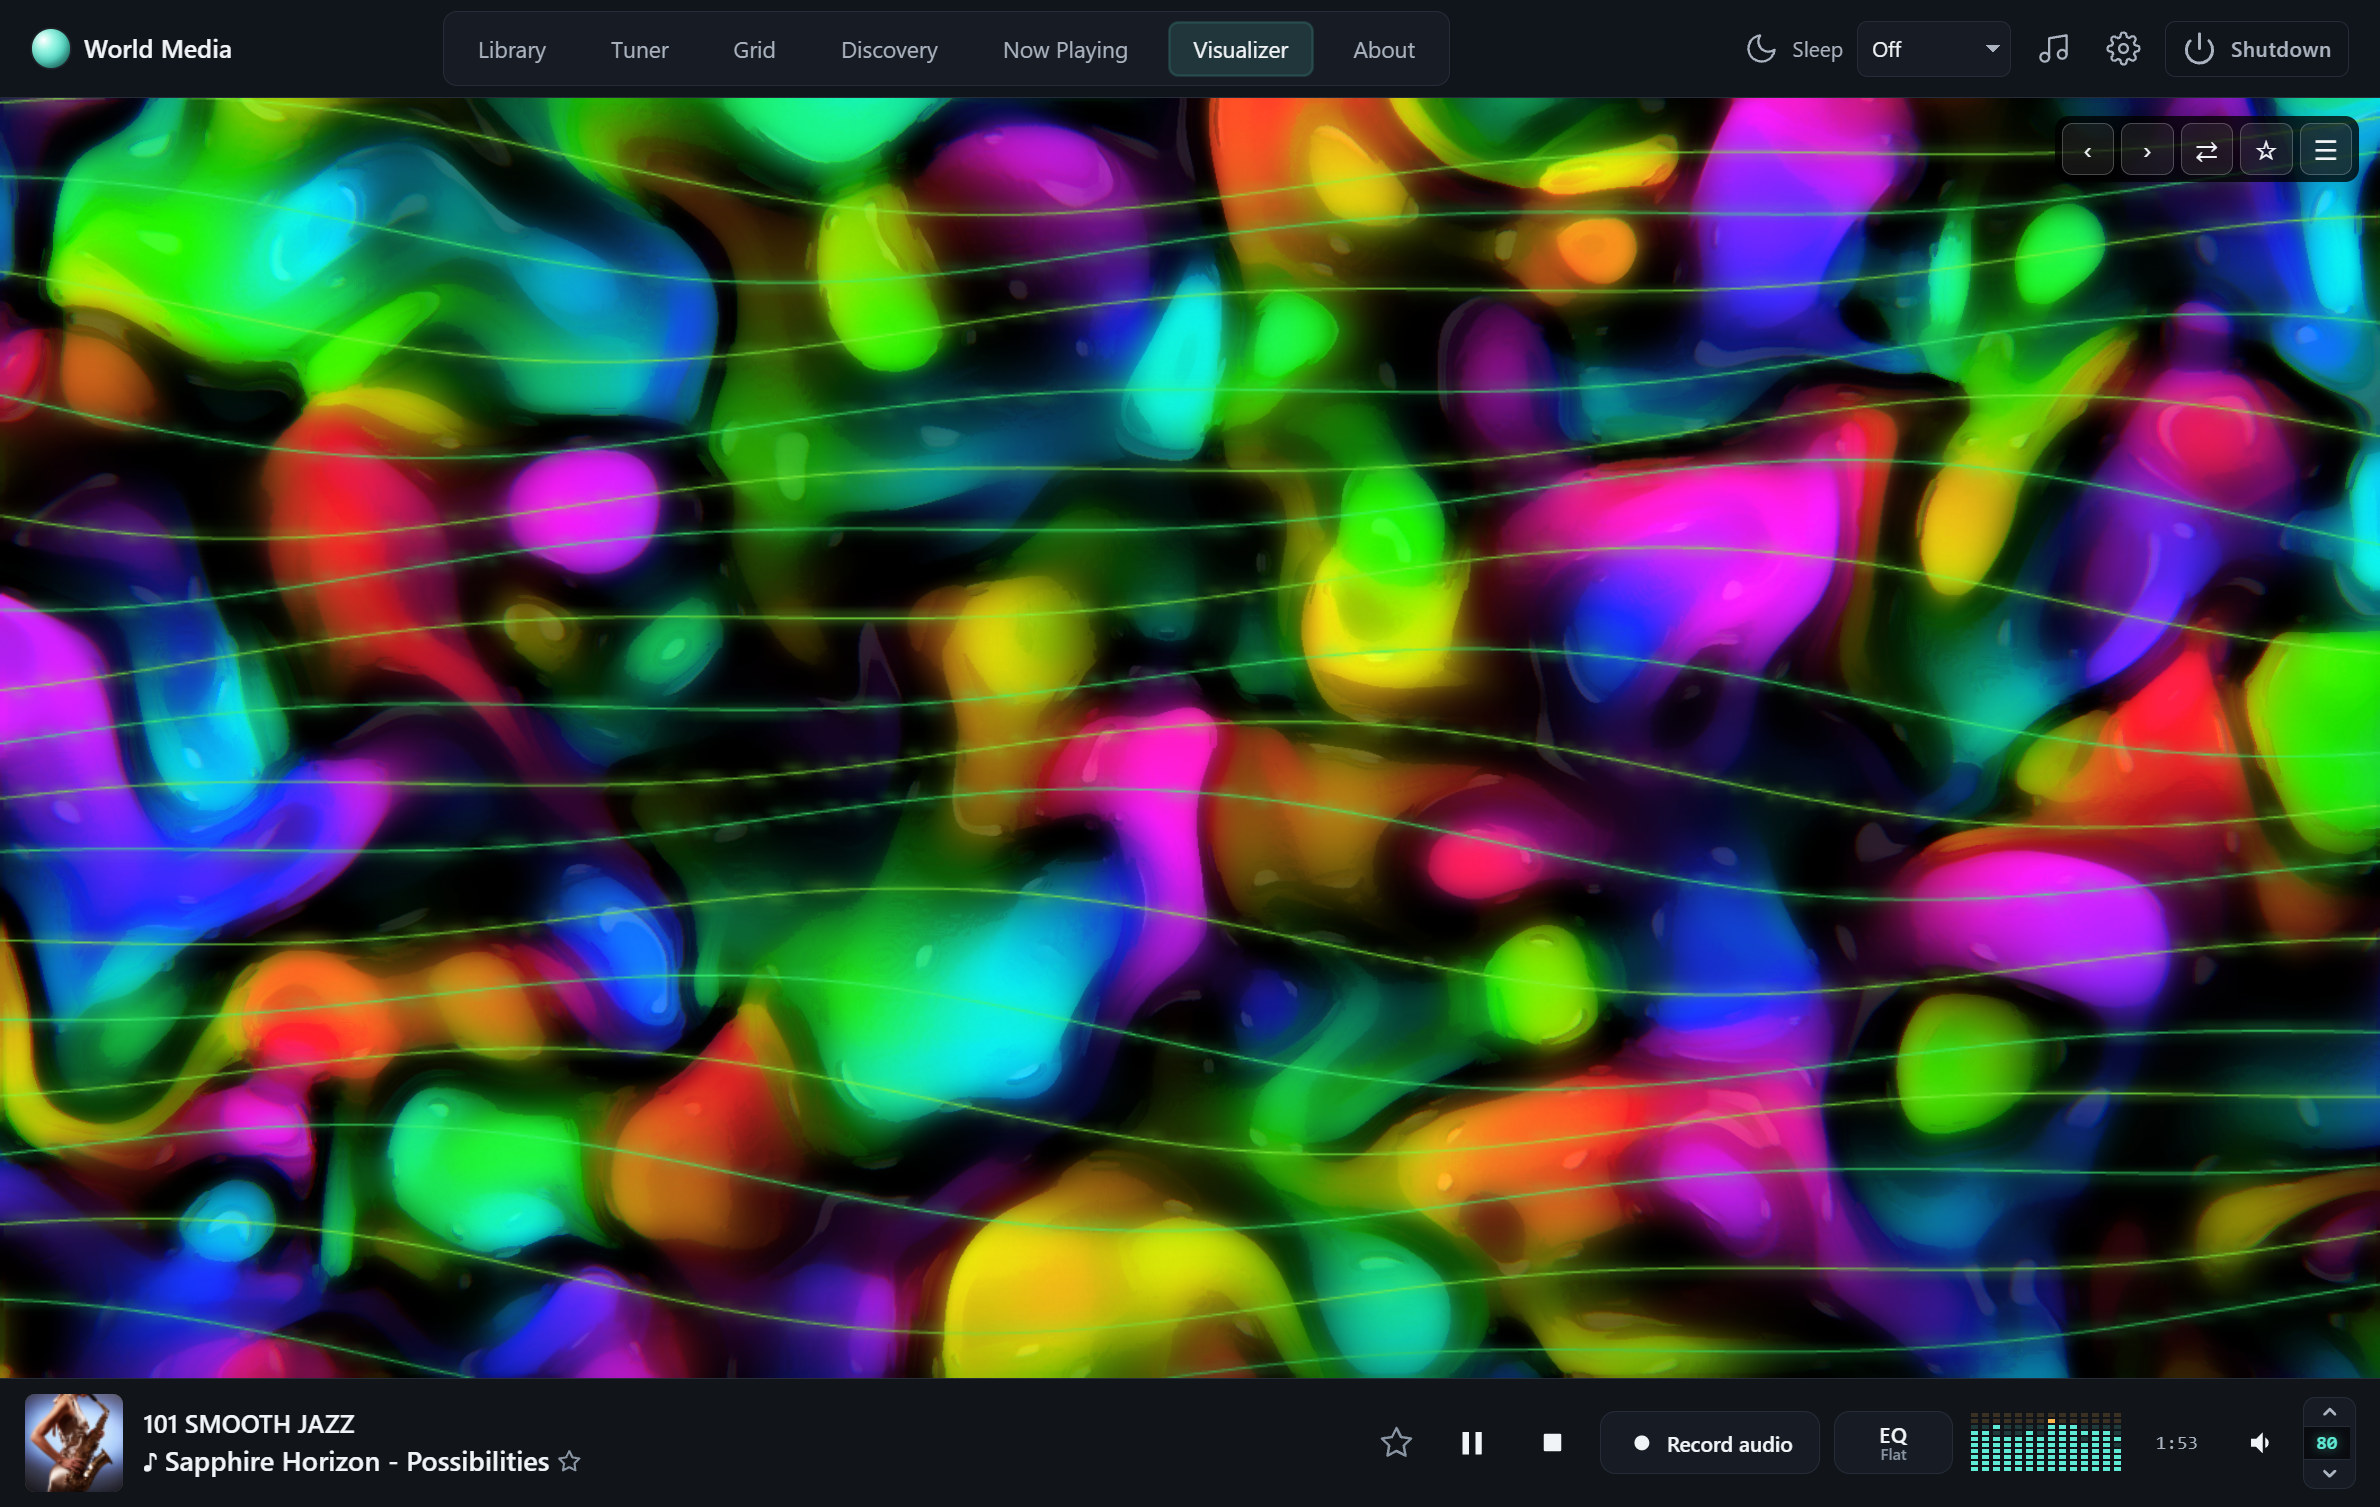 World Media
Library
Tuner
Grid
Discovery
Now Playing
Visualizer
About
Sleep
Off
Shutdown
101 SMOOTH JAZZ
Sapphire Horizon - Possibilities
Record audio
EQ
Flat
1:53
80